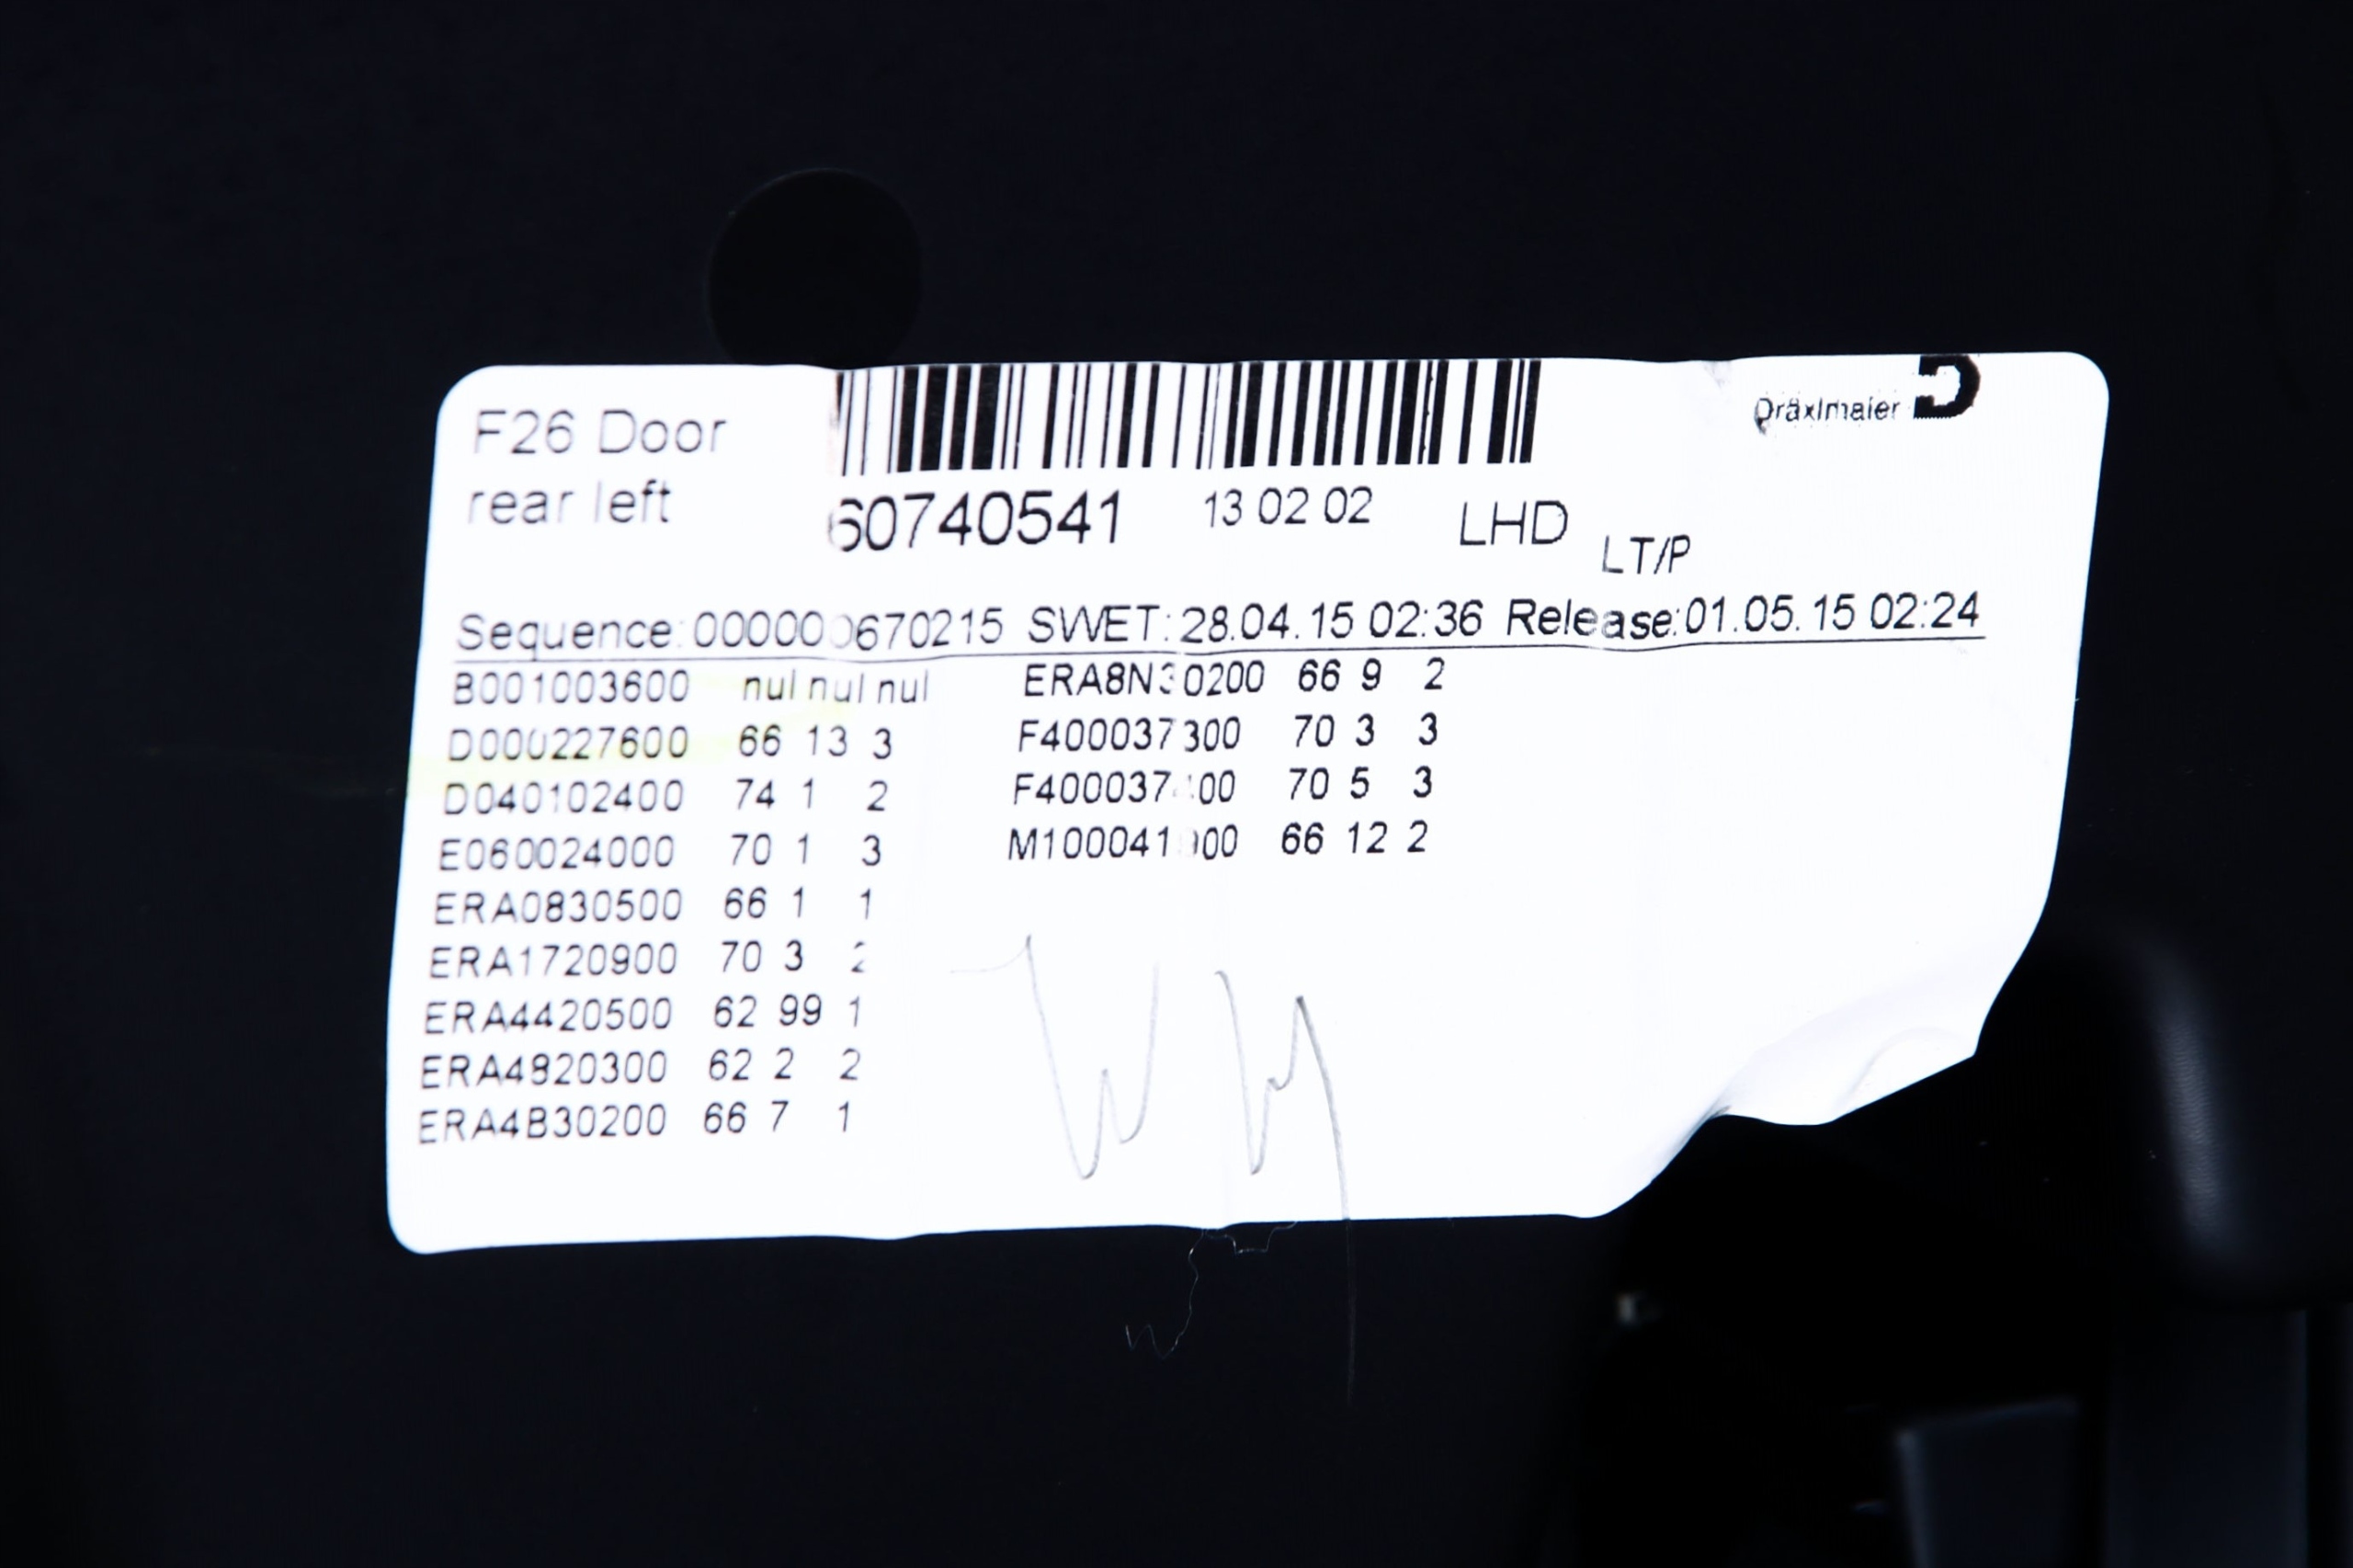 F26 Door
rear left
60740541 13 02 02 LHD LT/P
dräxlmaier
Sequence:000000670215 SWET:28.04.15 02:36 Release:01.05.15 02:24
B001003600 nul nul nul
D000227600 66 13 3
D040102400 74 1 2
E060024000 70 1 3
ERA0830500 66 1 1
ERA1720900 70 3 2
ERA4420500 62 99 1
ERA4820300 62 2 2
ERA4B30200 66 7 1
ERA8N30200 66 9 2
F400037300 70 3 3
70 5 3
66 12 2